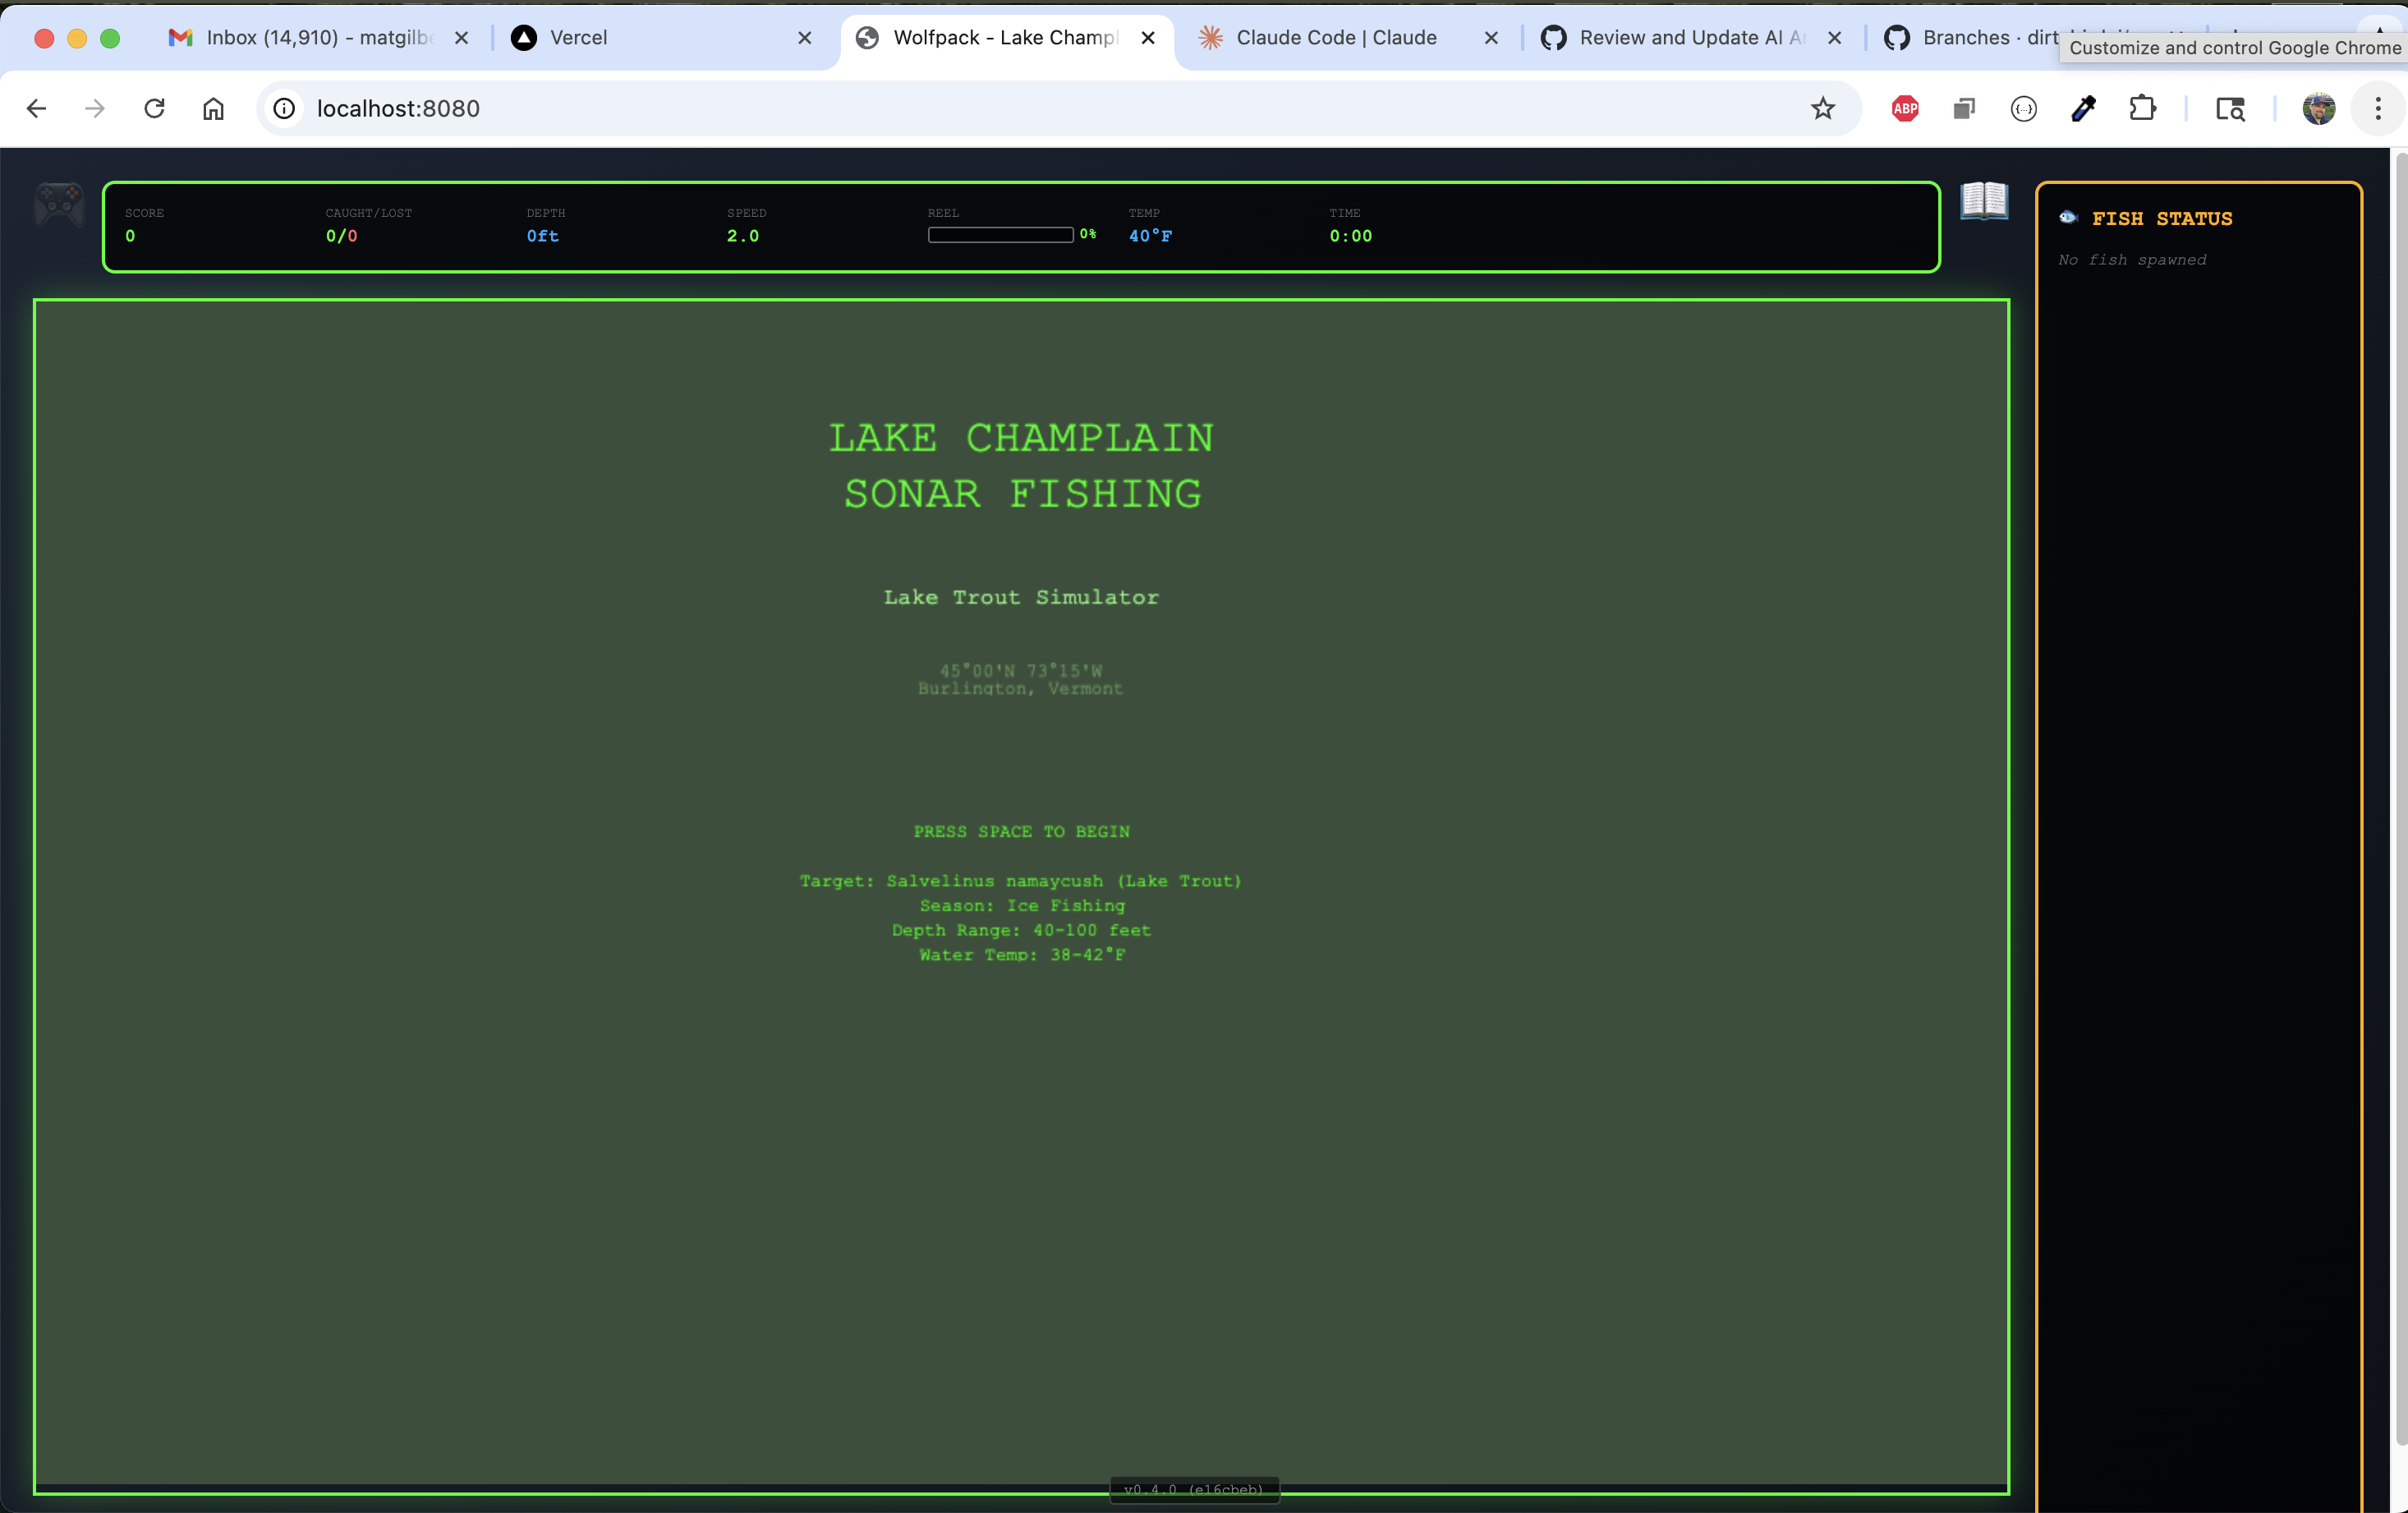 Inbox (14,910) - matgilb
Vercel
Wolfpack - Lake Champl
Claude Code | Claude
Review and Update AI A
Branches · dirt
Customize and control Google Chrome
localhost:8080
ABP
SCORE
0
CAUGHT/LOST
0/0
DEPTH
0ft
SPEED
2.0
REEL
0%
TEMP
40°F
TIME
0:00
FISH STATUS
No fish spawned
LAKE CHAMPLAIN
SONAR FISHING
Lake Trout Simulator
45°00'N 73°15'W
Burlington, Vermont
PRESS SPACE TO BEGIN
Target: Salvelinus namaycush (Lake Trout)
Season: Ice Fishing
Depth Range: 40-100 feet
Water Temp: 38-42°F
v0.4.0 (e16cbeb)